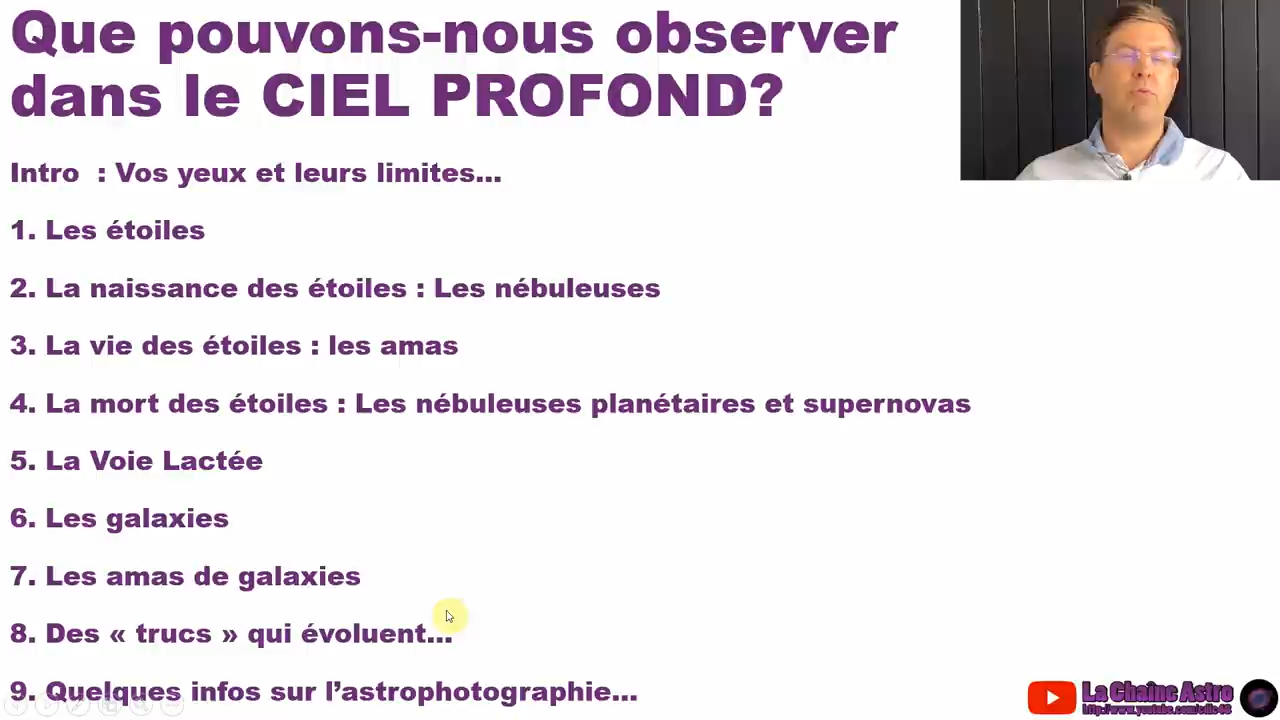 Que pouvons-nous observer
dans le CIEL PROFOND?
Intro : Vos yeux et leurs limites...
1. Les étoiles
2. La naissance des étoiles : Les nébuleuses
3. La vie des étoiles : les amas
4. La mort des étoiles : Les nébuleuses planétaires et supernovas
5. La Voie Lactée
6. Les galaxies
7. Les amas de galaxies
8. Des « trucs » qui évoluent...
9. Quelques infos sur l’astrophotographie...
La Chaîne Astro